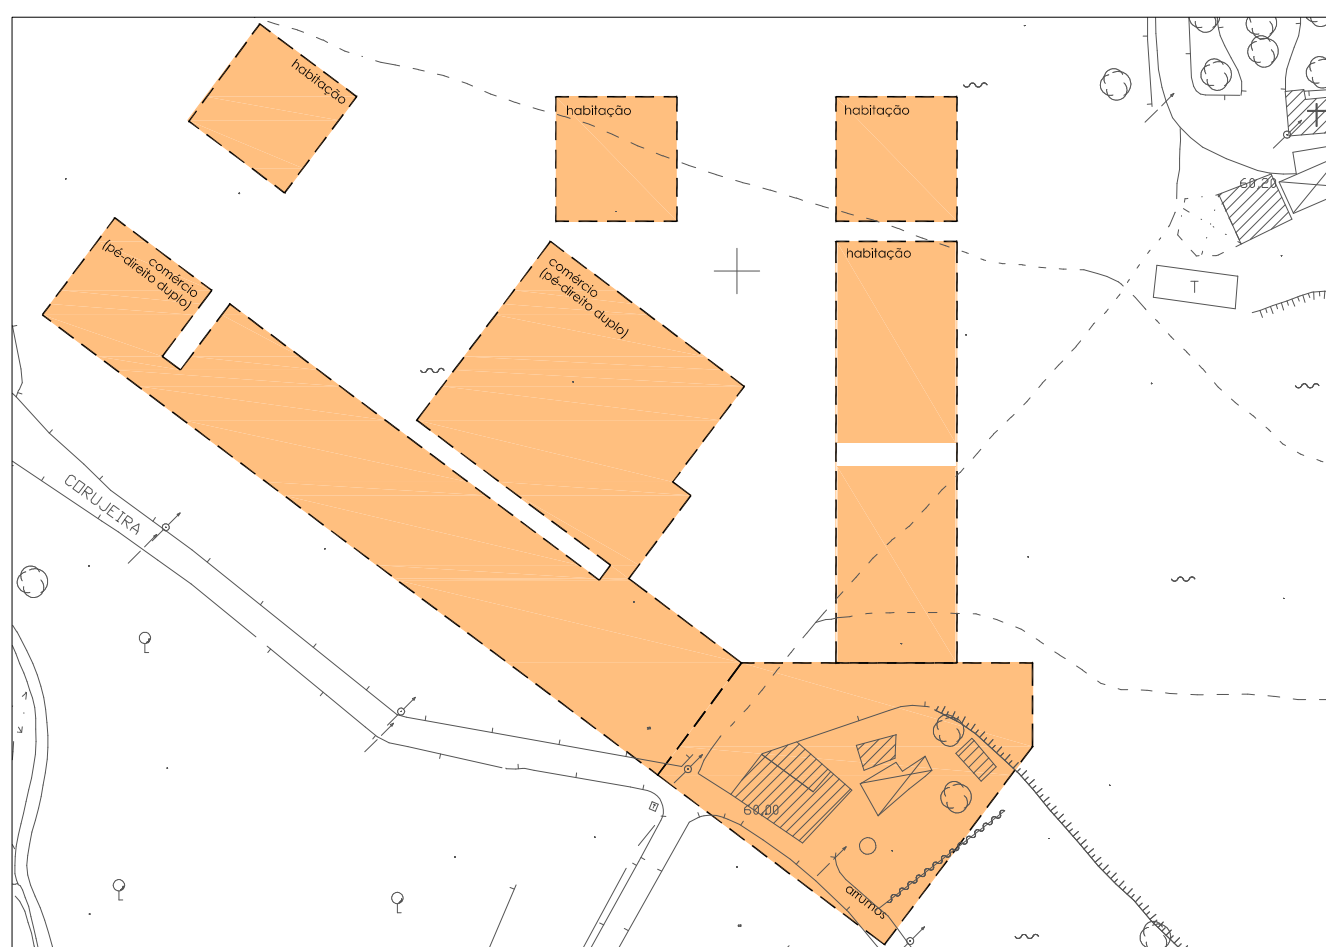 habitação
habitação
habitação
60,20
comércio
(pé-direito duplo)
comércio
(pé-direito duplo)
habitação
T
CORUJEIRA
60,00
arrumos